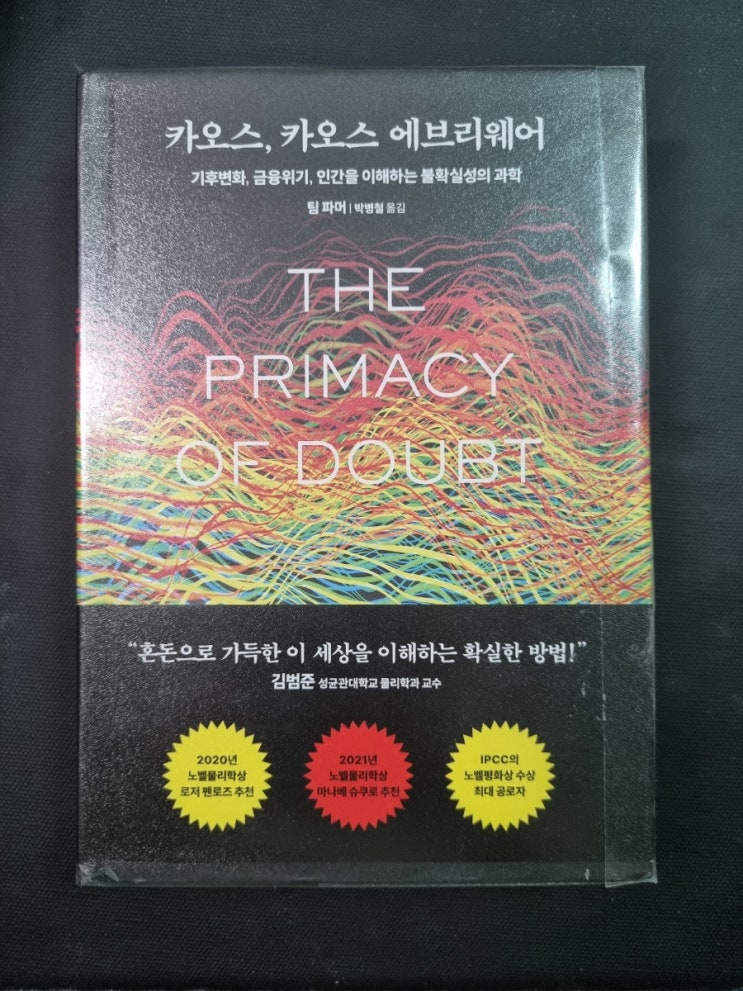 카오스, 카오스 에브리웨어
기후변화, 금융위기, 인간을 이해하는 불확실성의 과학
팀 파머 | 박병철 옮김
THE
PRIMACY
OF DOUBT
“혼돈으로 가득한 이 세상을 이해하는 확실한 방법!”
김범준 성균관대학교 물리학과 교수
2020년
노벨물리학상
로저 펜로즈 추천
2021년
노벨물리학상
마나베 슈쿠로 추천
IPCC의
노벨평화상 수상
최대 공로자